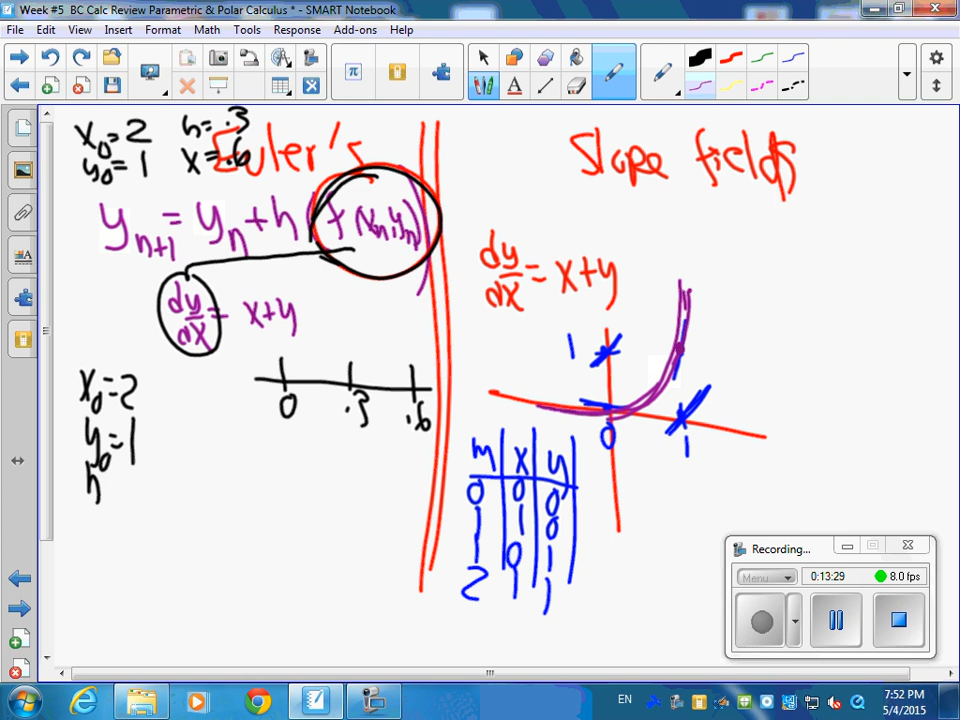 Week #5 BC Calc Review Parametric & Polar Calculus * - SMART Notebook
File Edit View Insert Format Math Tools Response Add-ons Help
x₀=2 h=.3
y₀=1 x=.6
Euler's
yₙ₊₁ = yₙ + h (f(xₙ,yₙ))
dy/dx = x+y
0 .3 .6
x₀=2
y₀=1
h
Slope fields
dy/dx = x+y
1
0 1
m x y
0 0 0
1 1 0
1 0 1
2 1 1
Recording...
Menu 0:13:29 8.0 fps
EN 7:52 PM
5/4/2015